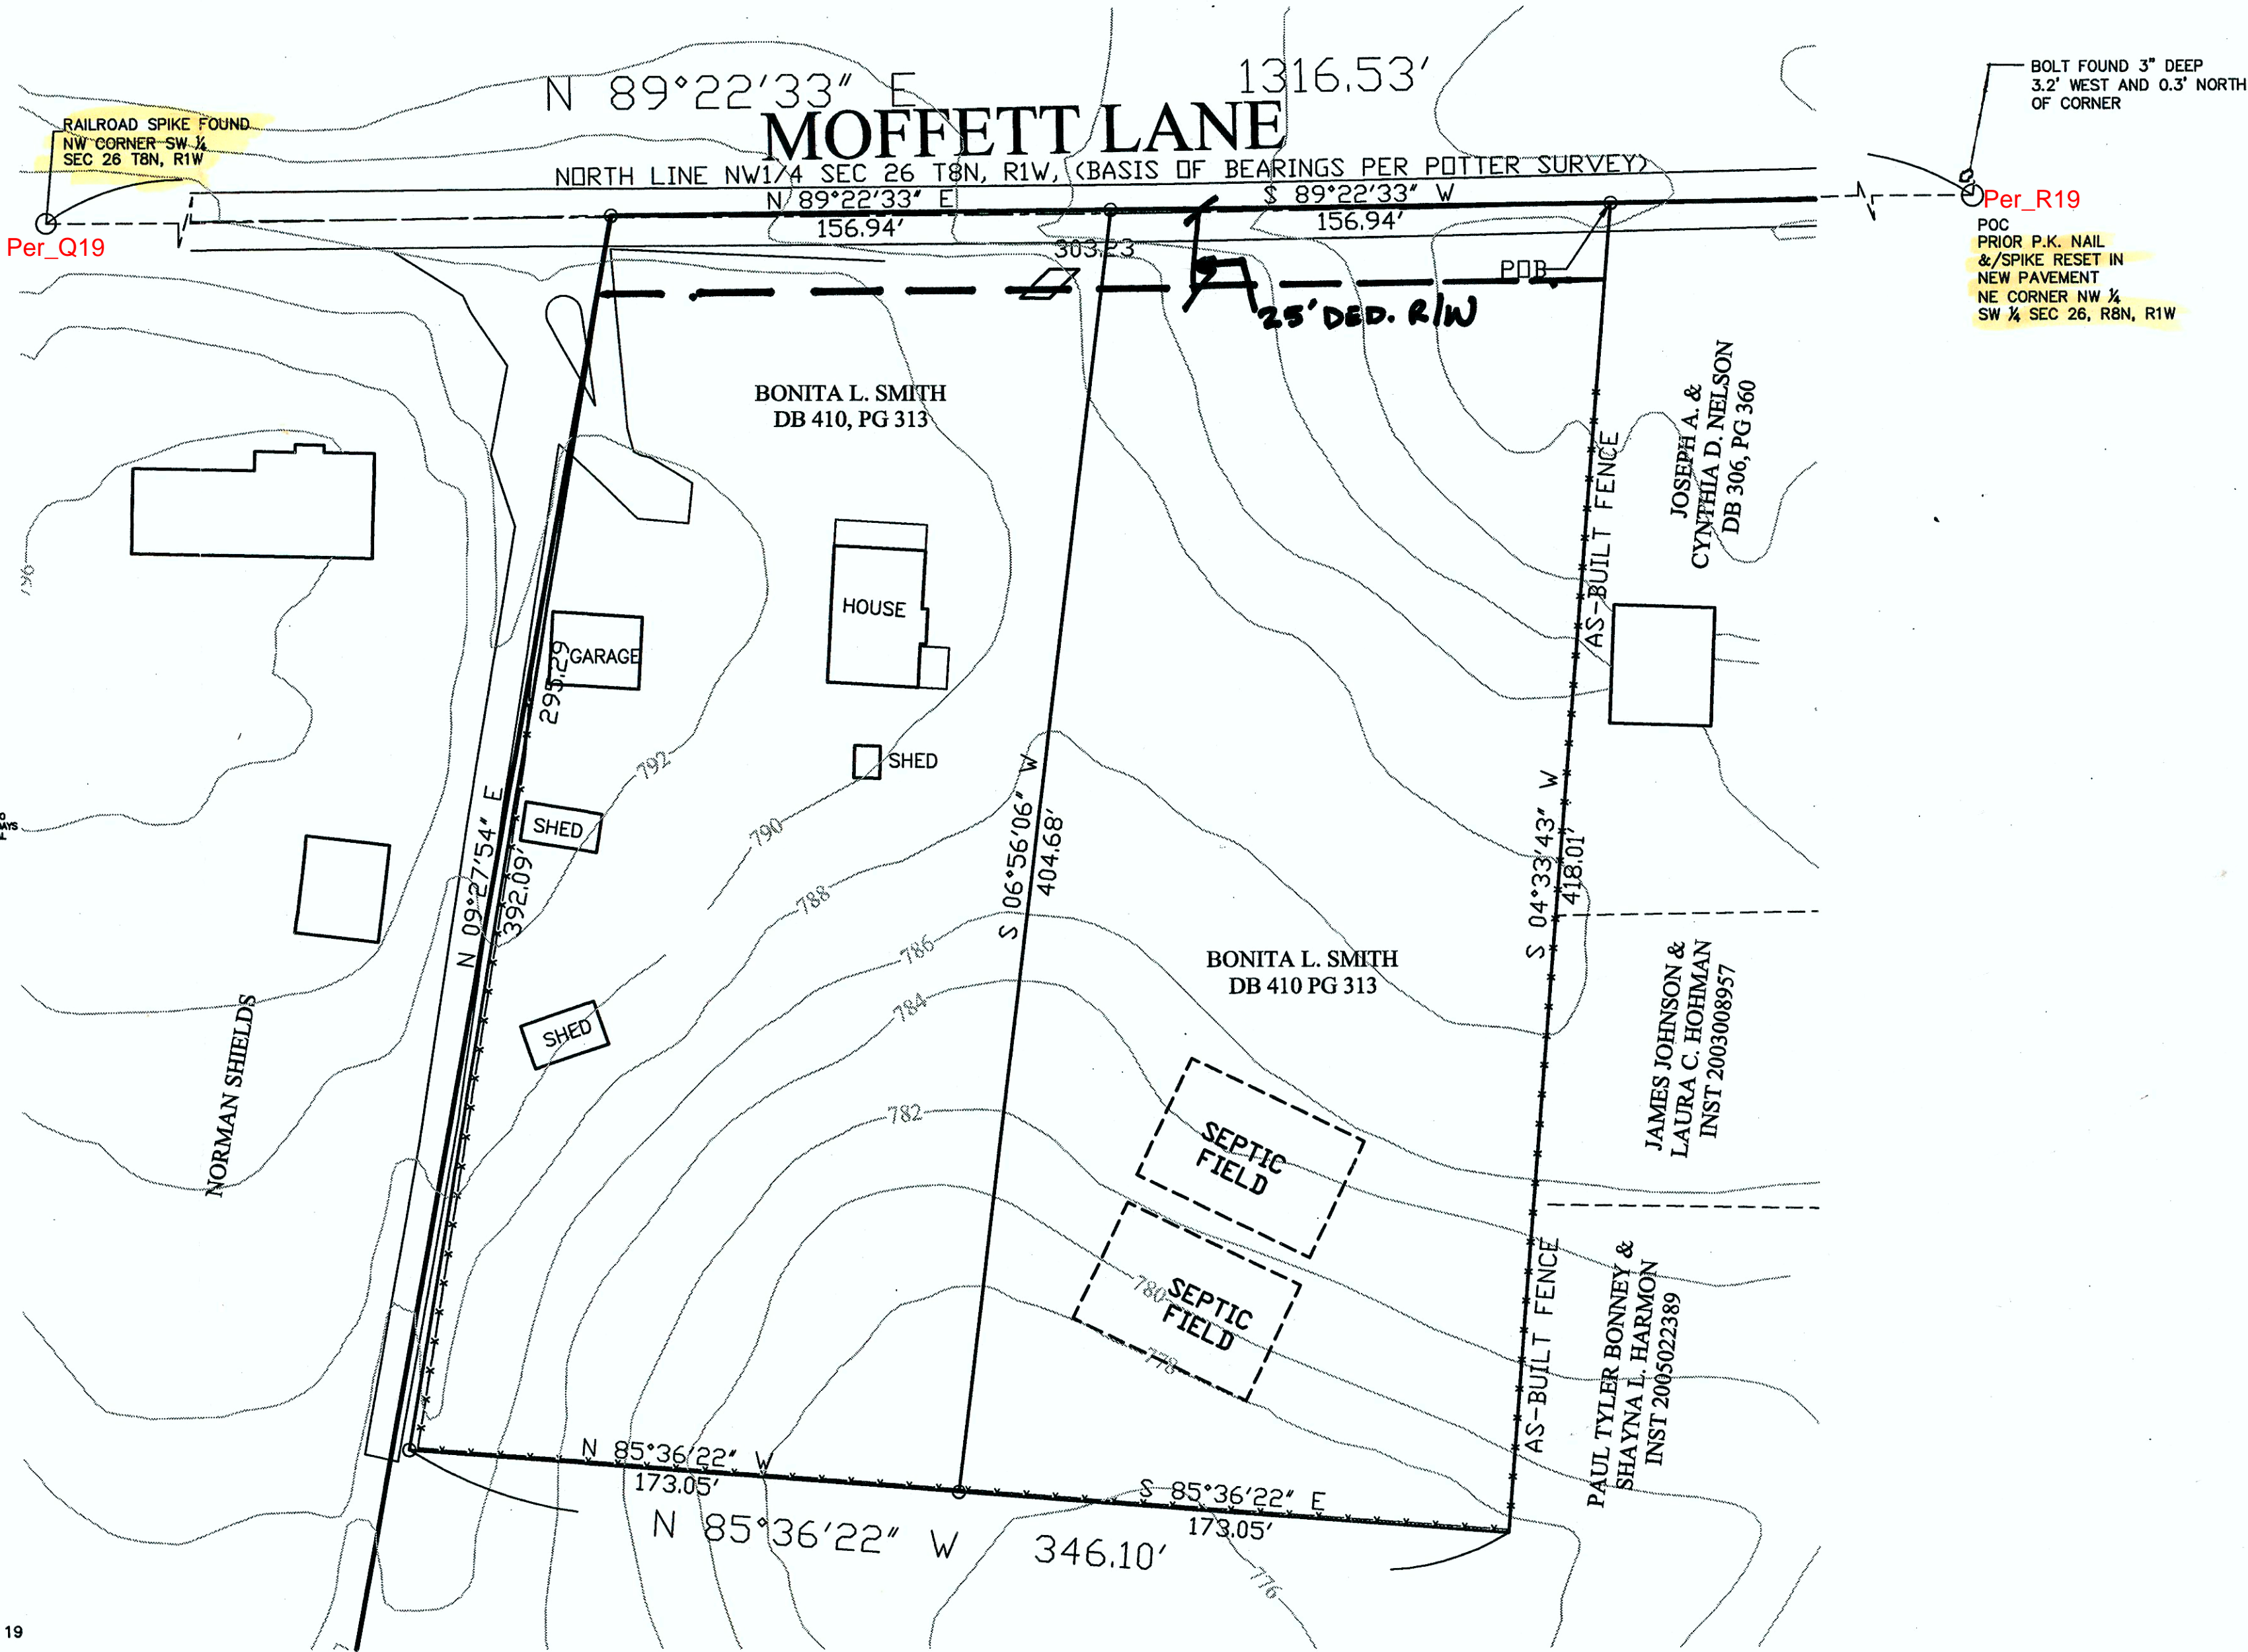 N 89°22'33" E 1316.53'
MOFFETT LANE
NORTH LINE NW1/4 SEC 26 T8N, R1W, (BASIS OF BEARINGS PER POTTER SURVEY)
RAILROAD SPIKE FOUND
NW CORNER SW ¼
SEC 26 T8N, R1W
Per_Q19
BOLT FOUND 3" DEEP
3.2' WEST AND 0.3' NORTH
OF CORNER
Per_R19
POC
PRIOR P.K. NAIL
&/SPIKE RESET IN
NEW PAVEMENT
NE CORNER NW ¼
SW ¼ SEC 26, R8N, R1W
N 89°22'33" E
156.94'
S 89°22'33" W
156.94'
303.23
POB
25' DED. R/W
BONITA L. SMITH
DB 410, PG 313
JOSEPH A. &
CYNTHIA D. NELSON
DB 306, PG 360
AS-BUILT FENCE
796
HOUSE
GARAGE
295.29
SHED
792
790
SHED
N 09°27'54" E
392.09'
S 06°56'06" W
404.68'
S 04°33'43" W
418.01'
788
786
784
782
BONITA L. SMITH
DB 410 PG 313
SHED
NORMAN SHIELDS
JAMES JOHNSON &
LAURA C. HOHMAN
INST 2003008957
SEPTIC
FIELD
SEPTIC
FIELD
780
778
AS-BUILT FENCE
PAUL TYLER BONNEY &
SHAYNA L. HARMON
INST 2005022389
N 85°36'22" W
173.05'
S 85°36'22" E
173.05'
N 85°36'22" W 346.10'
776
19